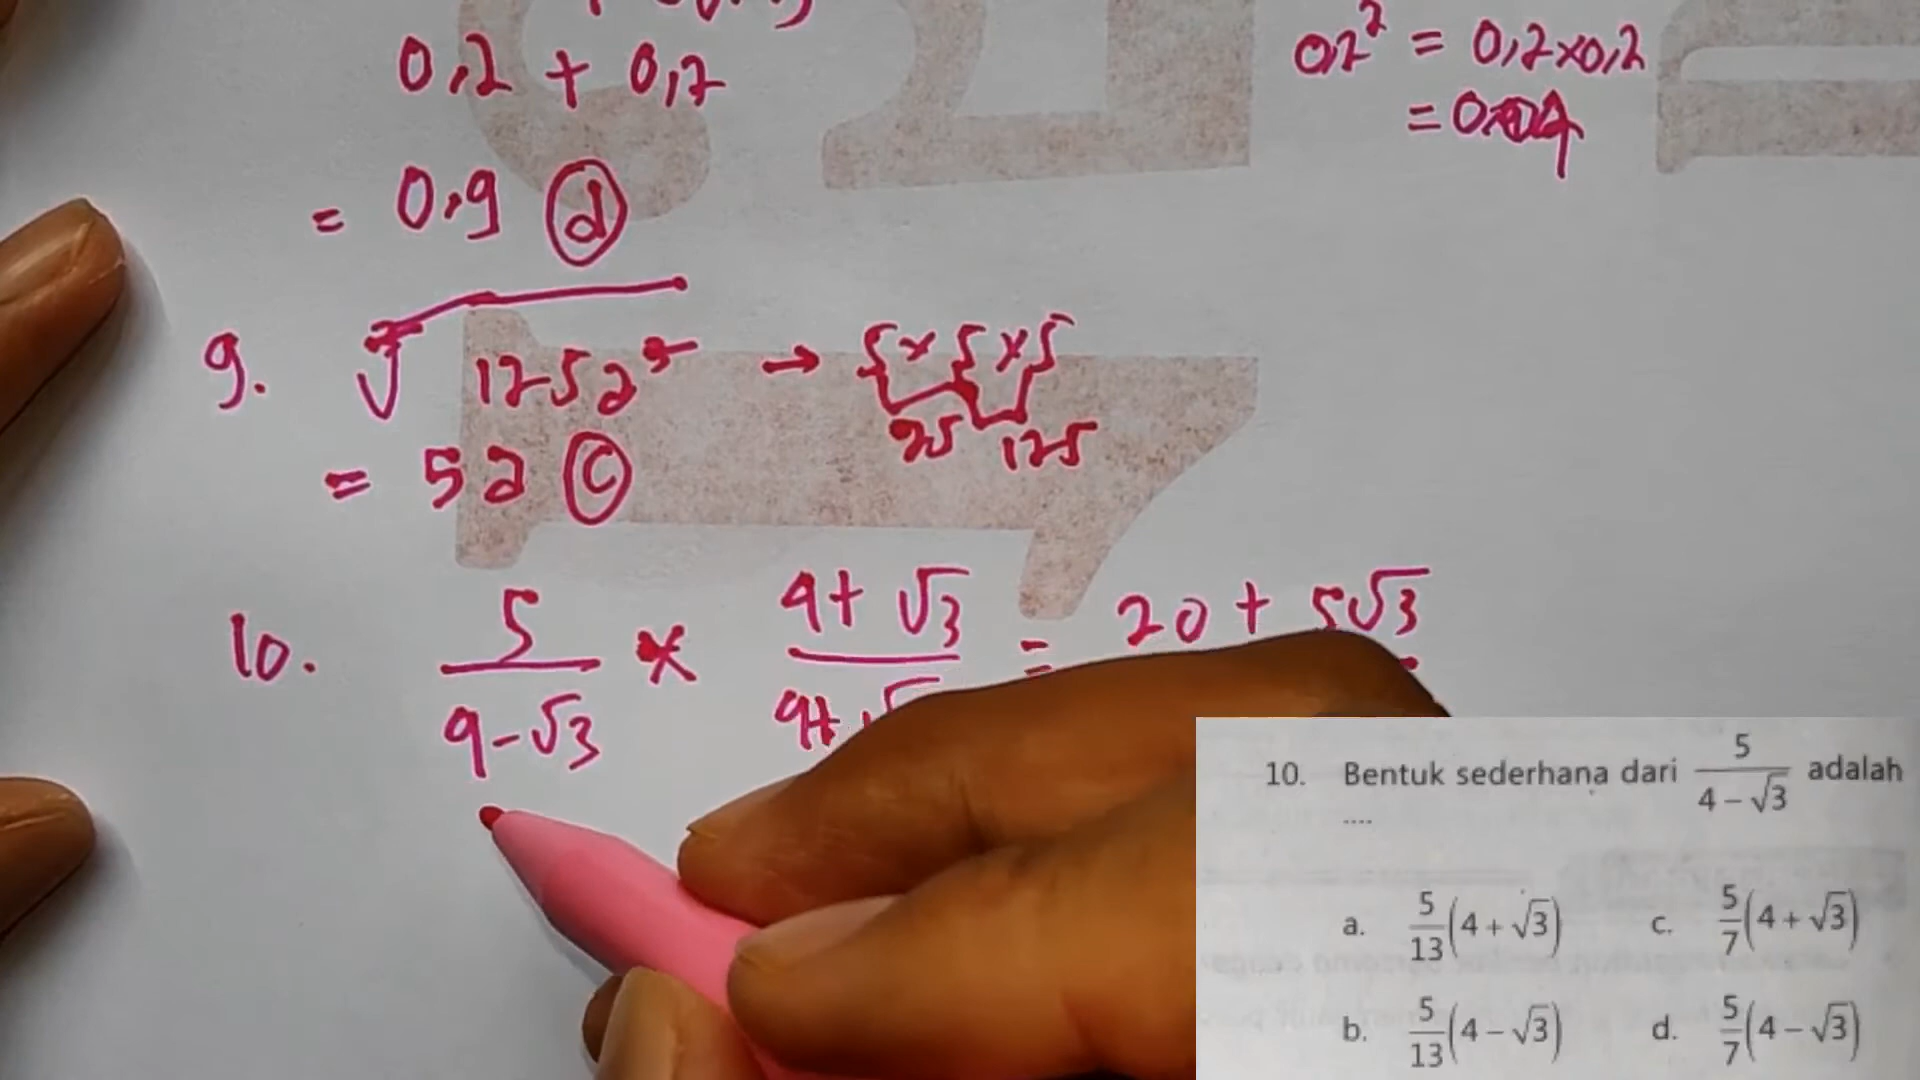 0,2 + 0,7
= 0,9 (d)
0,2² = 0,2x0,2
= 0,04
9. ³√125a³ → 5 x 5 x 5
25 125
= 5a (c)
10. 5/4-√3 x 4+√3/4+√ = 20 + 5√3
10. Bentuk sederhana dari 5/4 - √3 adalah
....
a. 5/13(4 + √3) c. 5/7(4 + √3)
b. 5/13(4 - √3) d. 5/7(4 - √3)